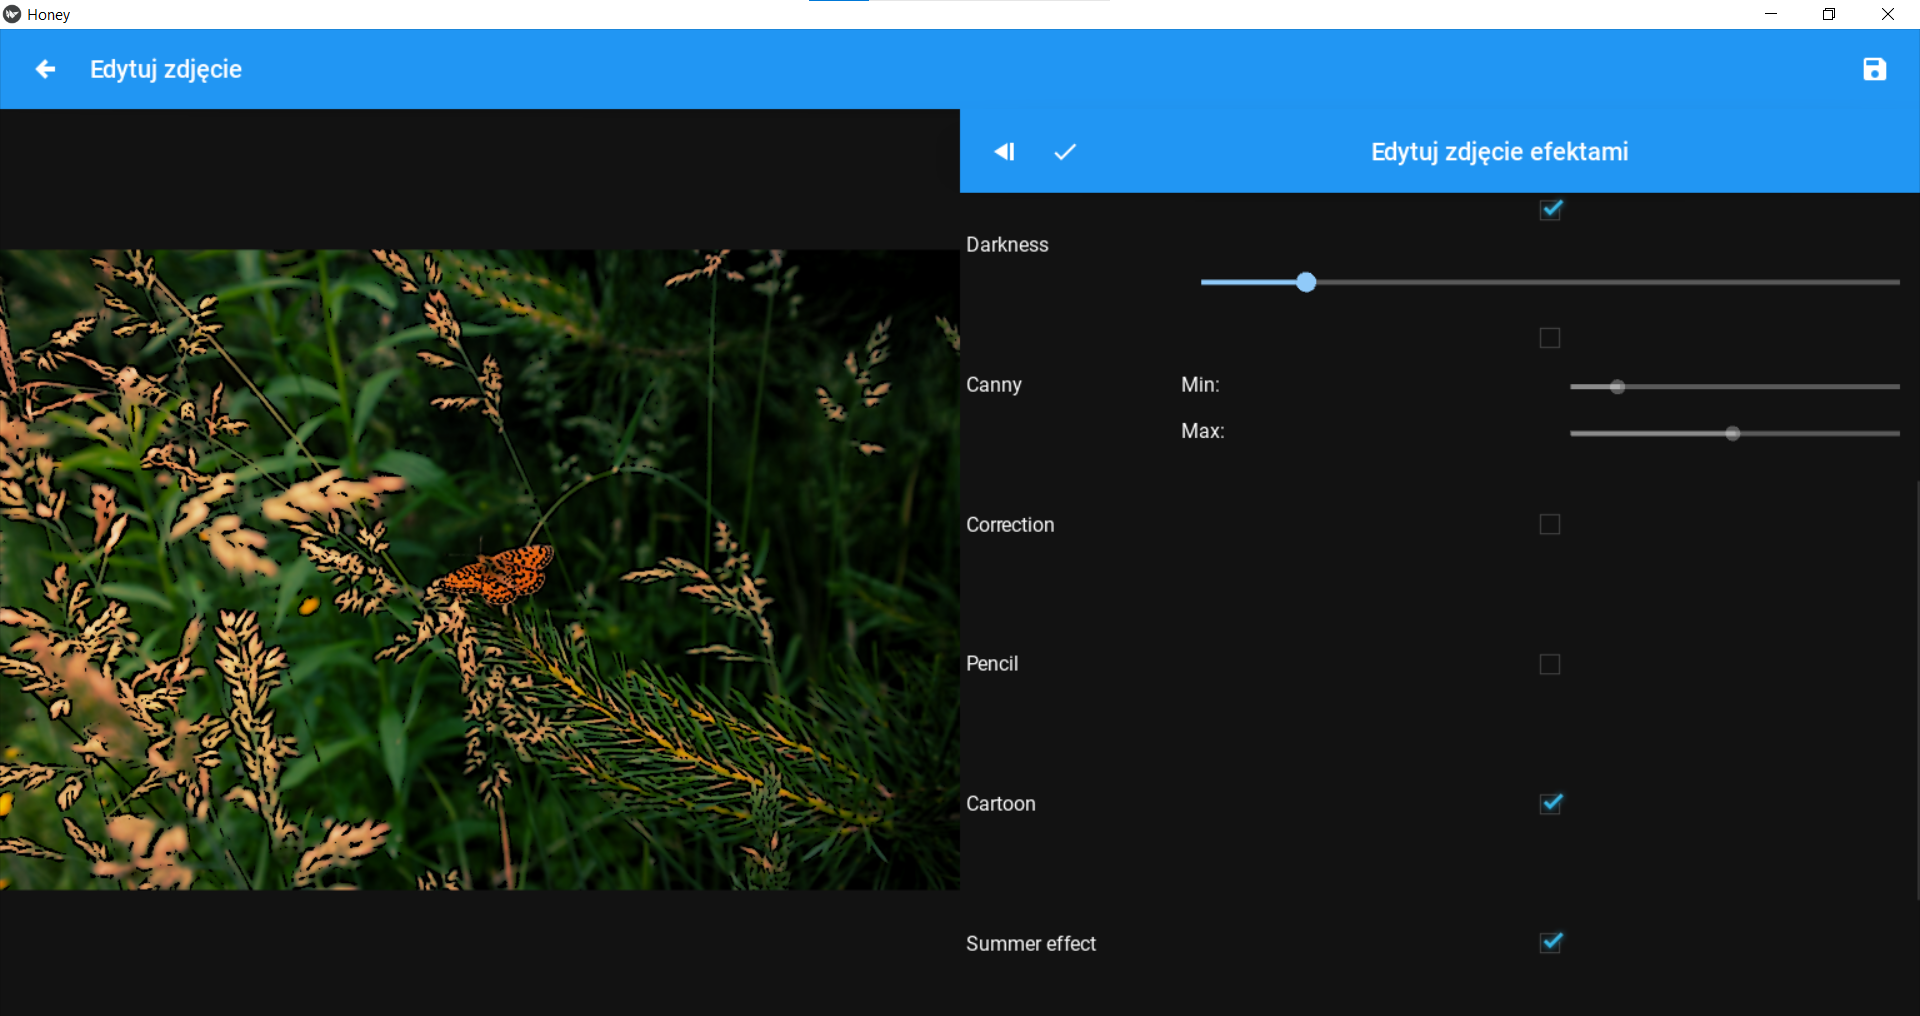 Honey
Edytuj zdjęcie
Edytuj zdjęcie efektami
Darkness
Canny
Min:
Max:
Correction
Pencil
Cartoon
Summer effect